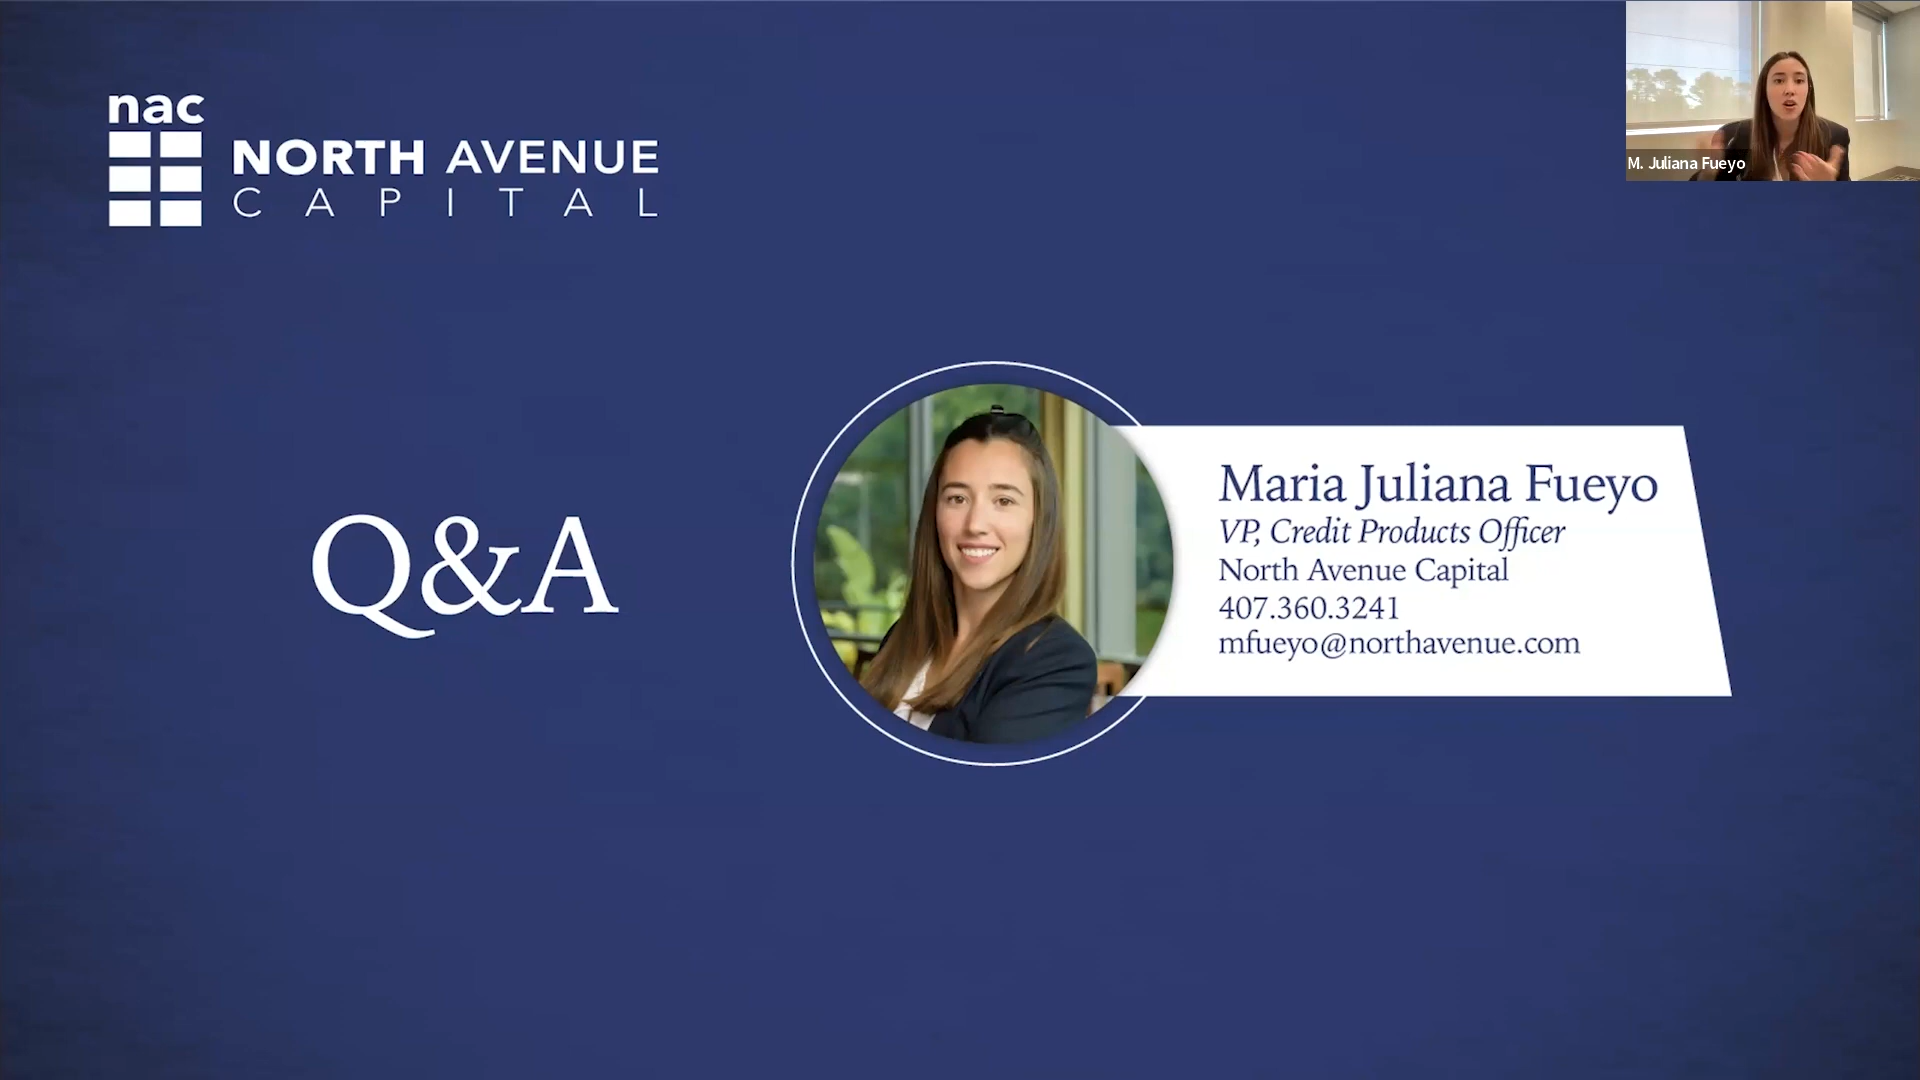 nac
NORTH AVENUE
CAPITAL
M. Juliana Fueyo
Q&A
Maria Juliana Fueyo
VP, Credit Products Officer
North Avenue Capital
407.360.3241
mfueyo@northavenue.com